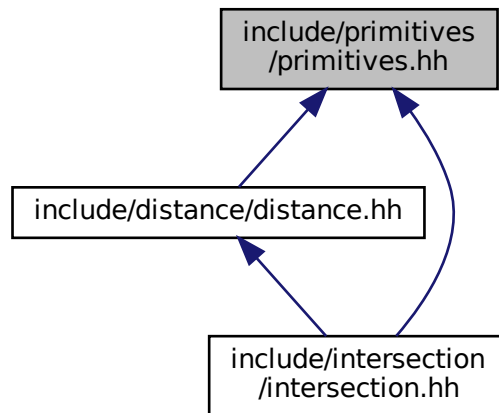 include/primitives
/primitives.hh
include/distance/distance.hh
include/intersection
/intersection.hh